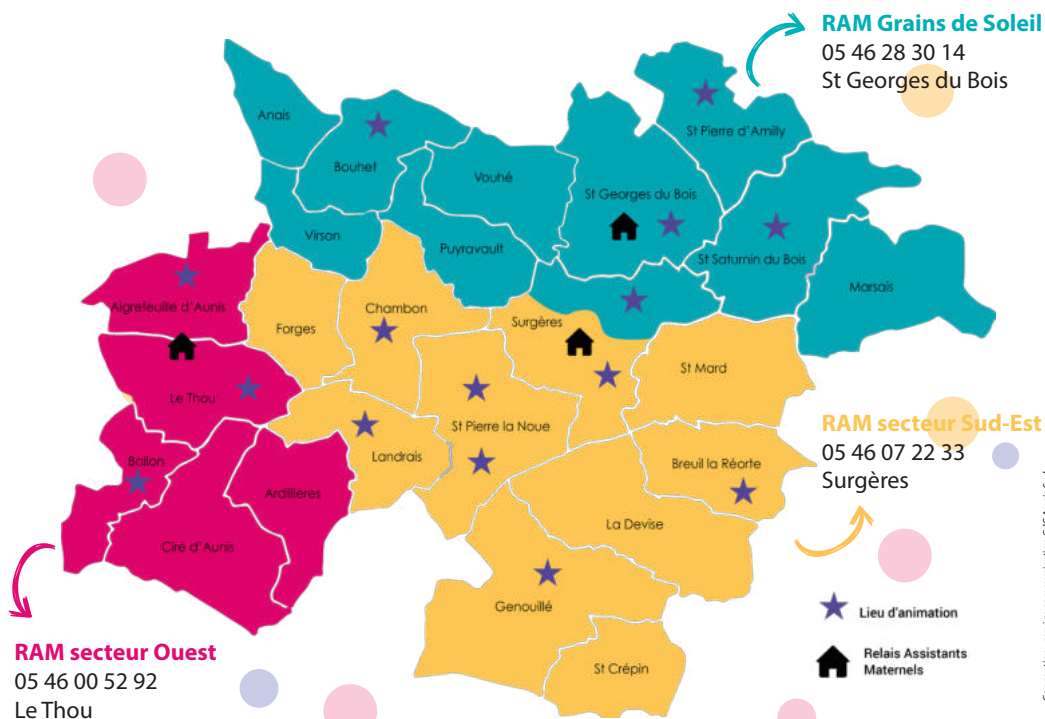 RAM Grains de Soleil
05 46 28 30 14
St Georges du Bois
Anais
Bouhet
Vouhé
St Pierre d'Amilly
St Georges du Bois
Virson
Puyravault
St Saturnin du Bois
Marsais
Aigrefeuille d'Aunis
Forges
Chambon
Surgères
St Mard
Le Thou
St Pierre la Noue
Landrais
Ballon
Ardillières
Breuil la Réorte
RAM secteur Sud-Est
05 46 07 22 33
Surgères
La Devise
Ciré d'Aunis
Genouillé
St Crépin
Lieu d'animation
Relais Assistants
Maternels
RAM secteur Ouest
05 46 00 52 92
Le Thou